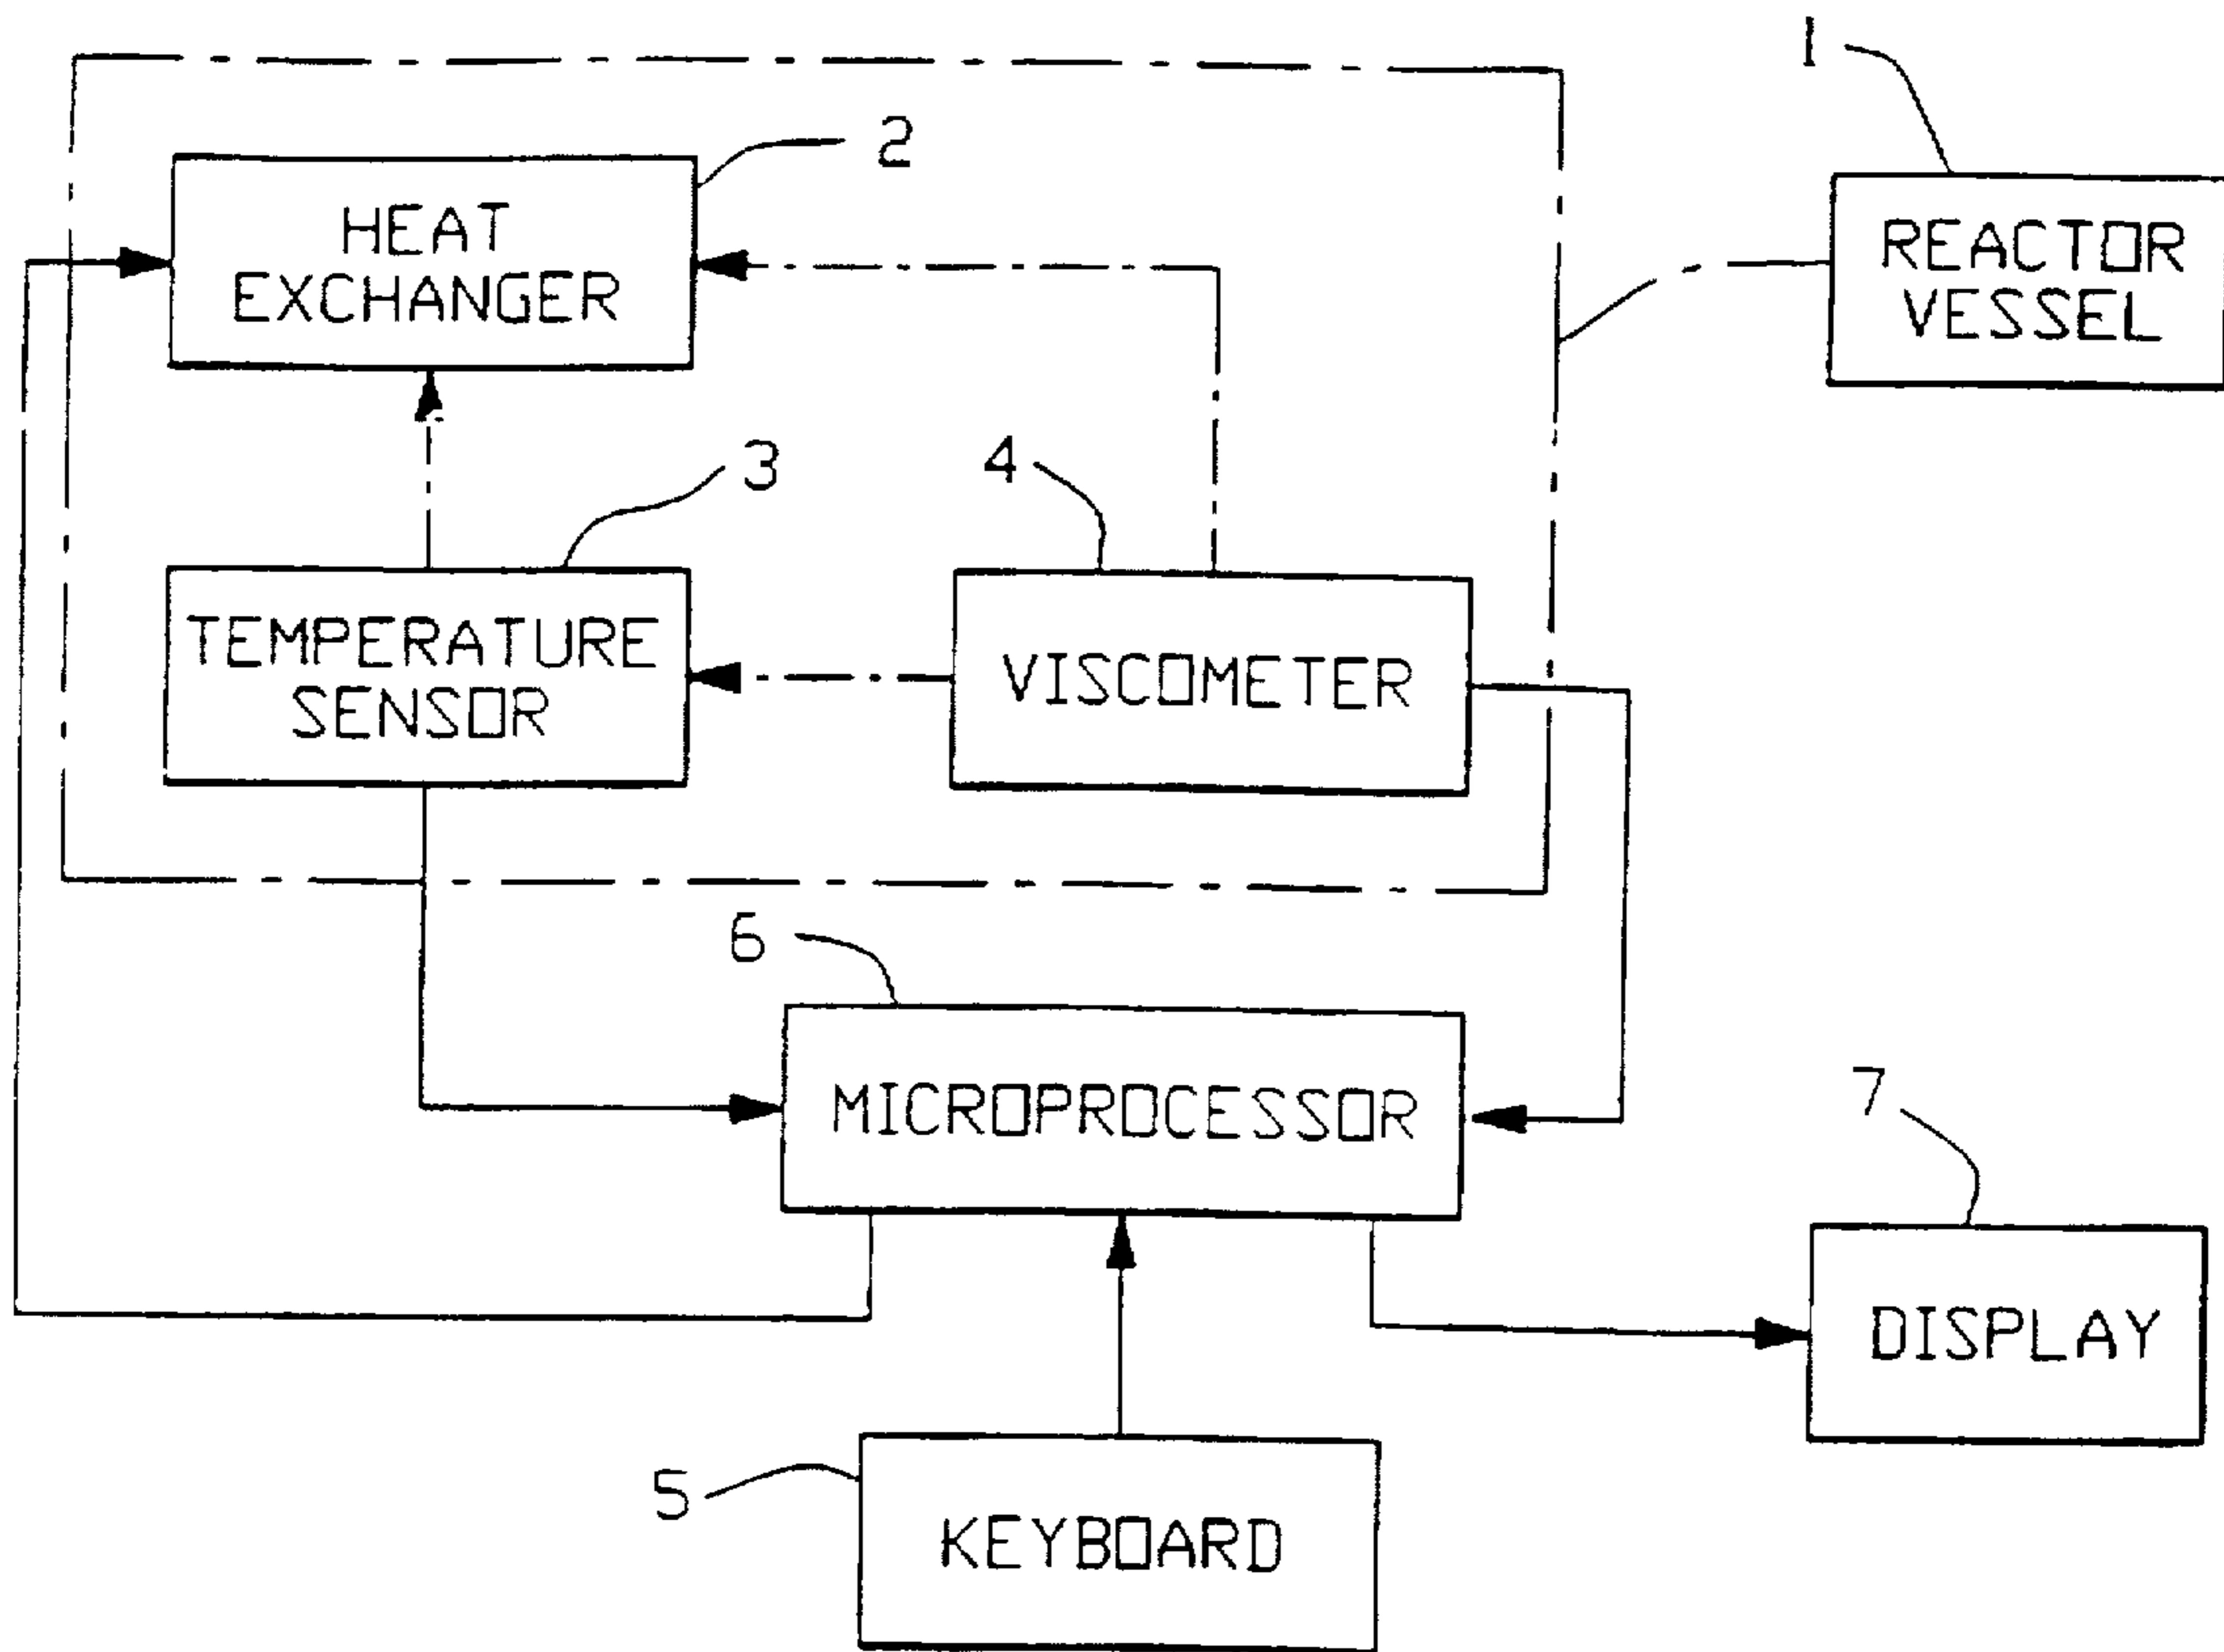 1
2
HEAT
EXCHANGER
REACTOR
VESSEL
3
4
TEMPERATURE
SENSOR
VISCOMETER
6
MICROPROCESSOR
7
DISPLAY
5
KEYBOARD